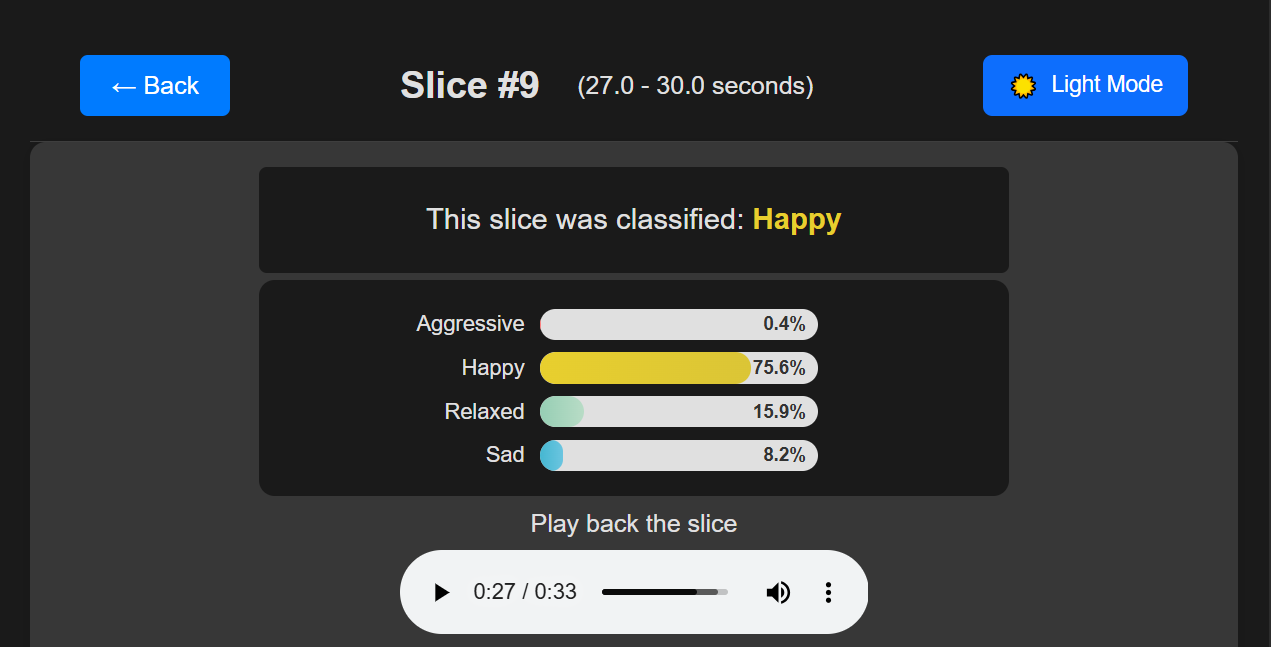 ← Back
Slice #9 (27.0 - 30.0 seconds)
Light Mode
This slice was classified: Happy
Aggressive 0.4%
Happy 75.6%
Relaxed 15.9%
Sad 8.2%
Play back the slice
0:27 / 0:33